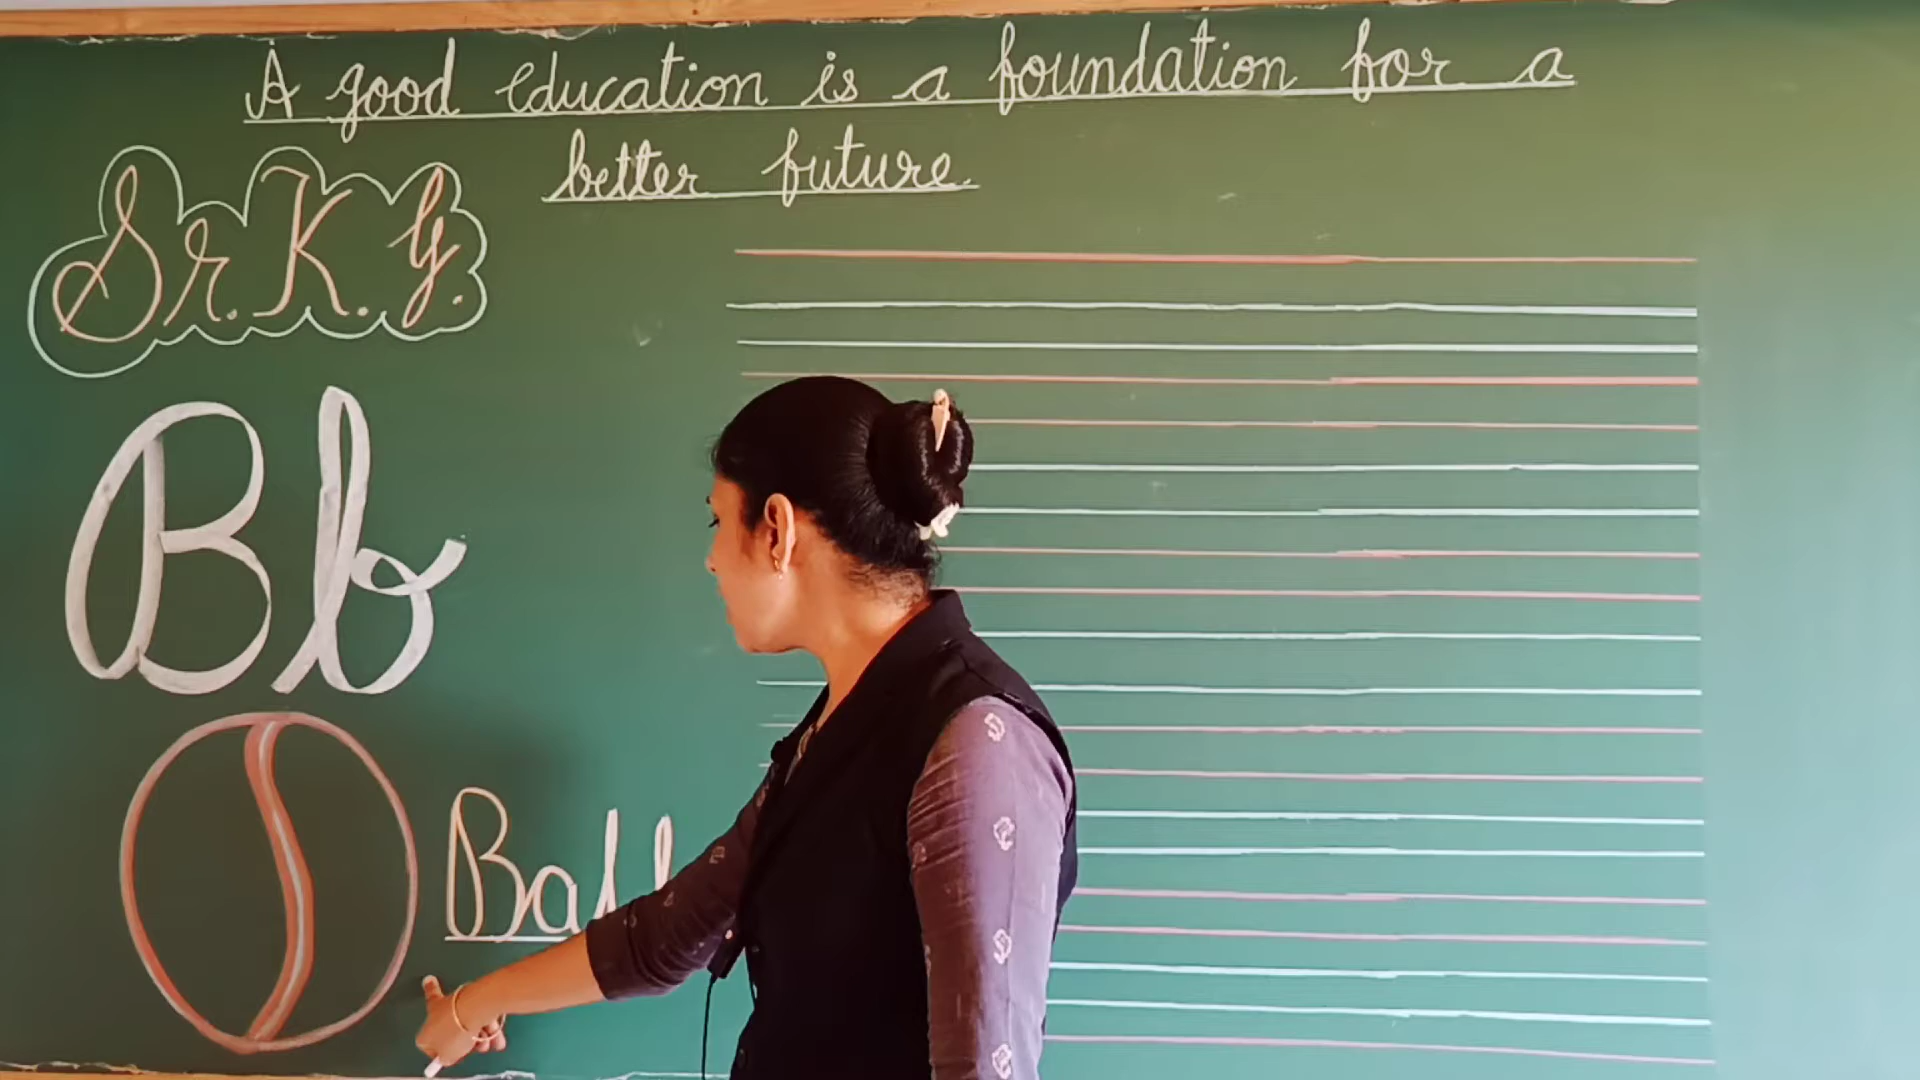 A good education is a foundation for a
better future.
Sr. K. G.
Bb
Ball